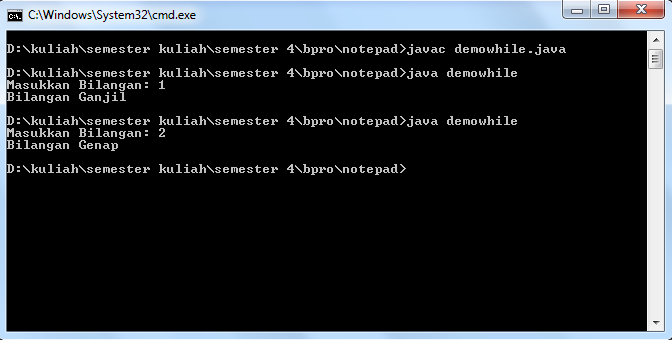 C:\Windows\System32\cmd.exe
D:\kuliah\semester kuliah\semester 4\bpro\notepad>javac demowhile.java
D:\kuliah\semester kuliah\semester 4\bpro\notepad>java demowhile
Masukkan Bilangan: 1
Bilangan Ganjil
D:\kuliah\semester kuliah\semester 4\bpro\notepad>java demowhile
Masukkan Bilangan: 2
Bilangan Genap
D:\kuliah\semester kuliah\semester 4\bpro\notepad>